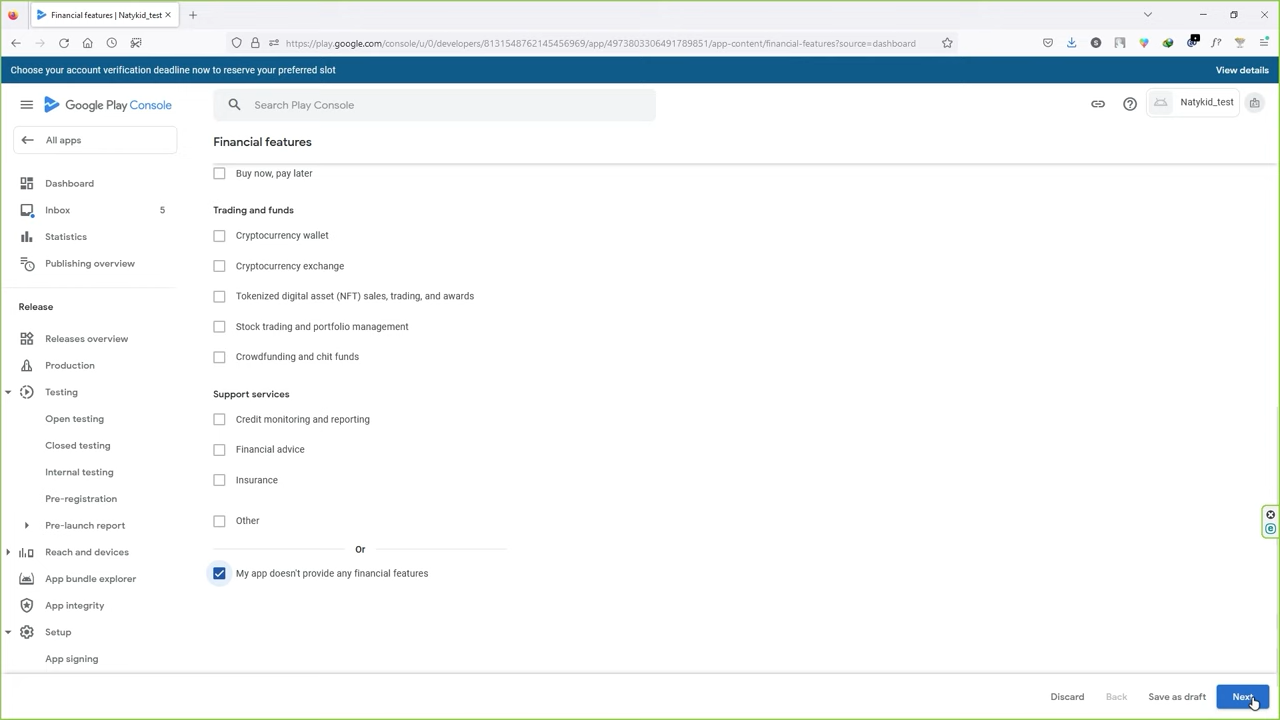 Financial features | Natykid_test
https://play.google.com/console/u/0/developers/8131548762145456969/app/4973803306491789851/app-content/financial-features?source=dashboard
Choose your account verification deadline now to reserve your preferred slot
View details
Google Play Console
Search Play Console
Natykid_test
All apps
Financial features
Dashboard
Inbox 5
Statistics
Publishing overview
Release
Releases overview
Production
Testing
Open testing
Closed testing
Internal testing
Pre-registration
Pre-launch report
Reach and devices
App bundle explorer
App integrity
Setup
App signing
Buy now, pay later
Trading and funds
Cryptocurrency wallet
Cryptocurrency exchange
Tokenized digital asset (NFT) sales, trading, and awards
Stock trading and portfolio management
Crowdfunding and chit funds
Support services
Credit monitoring and reporting
Financial advice
Insurance
Other
Or
My app doesn't provide any financial features
Discard
Back
Save as draft
Next